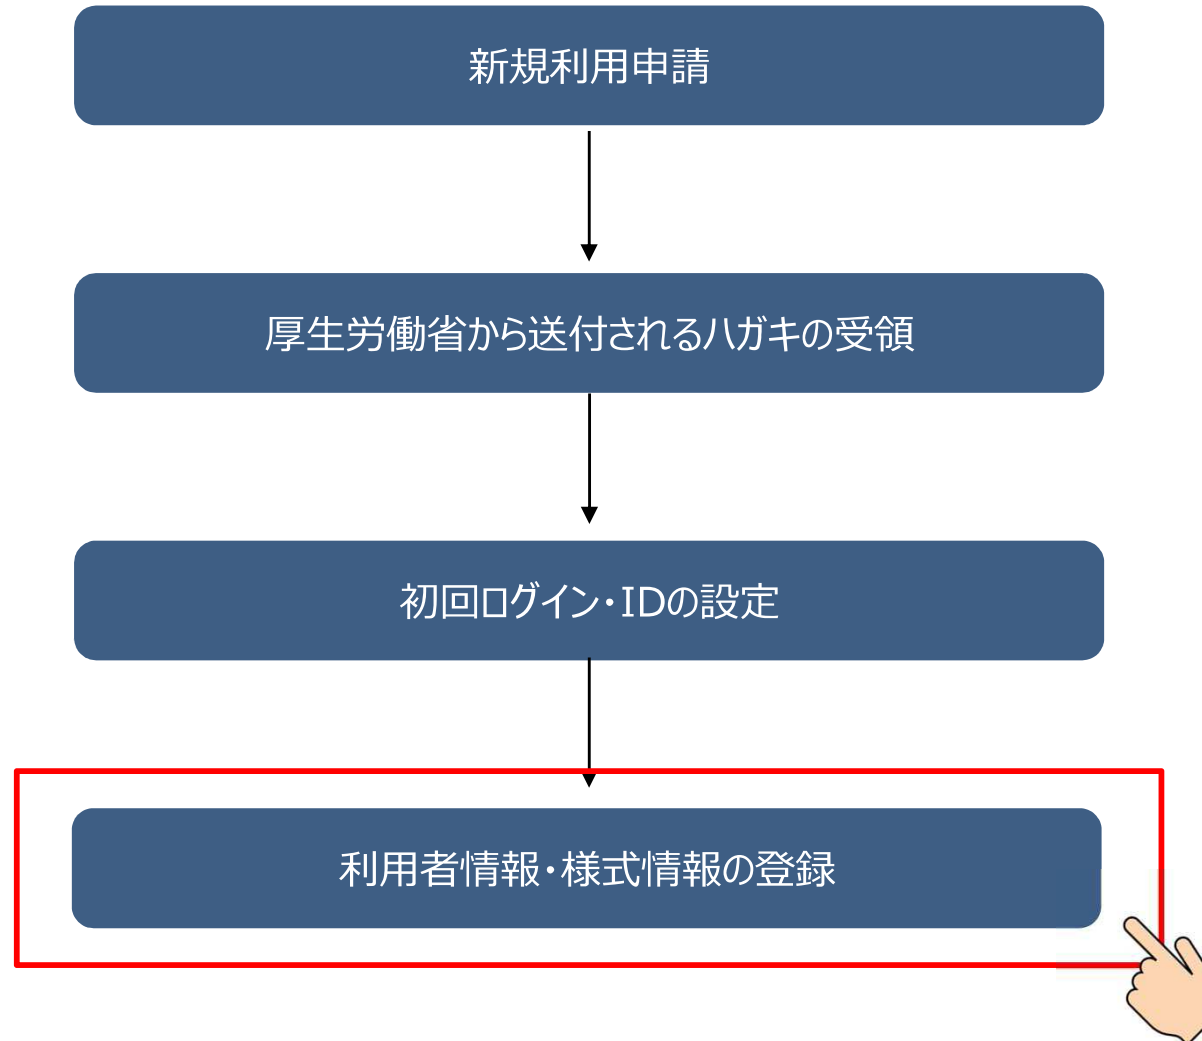 新規利用申請
厚生労働省から送付されるハガキの受領
初回ログイン・IDの設定
利用者情報・様式情報の登録